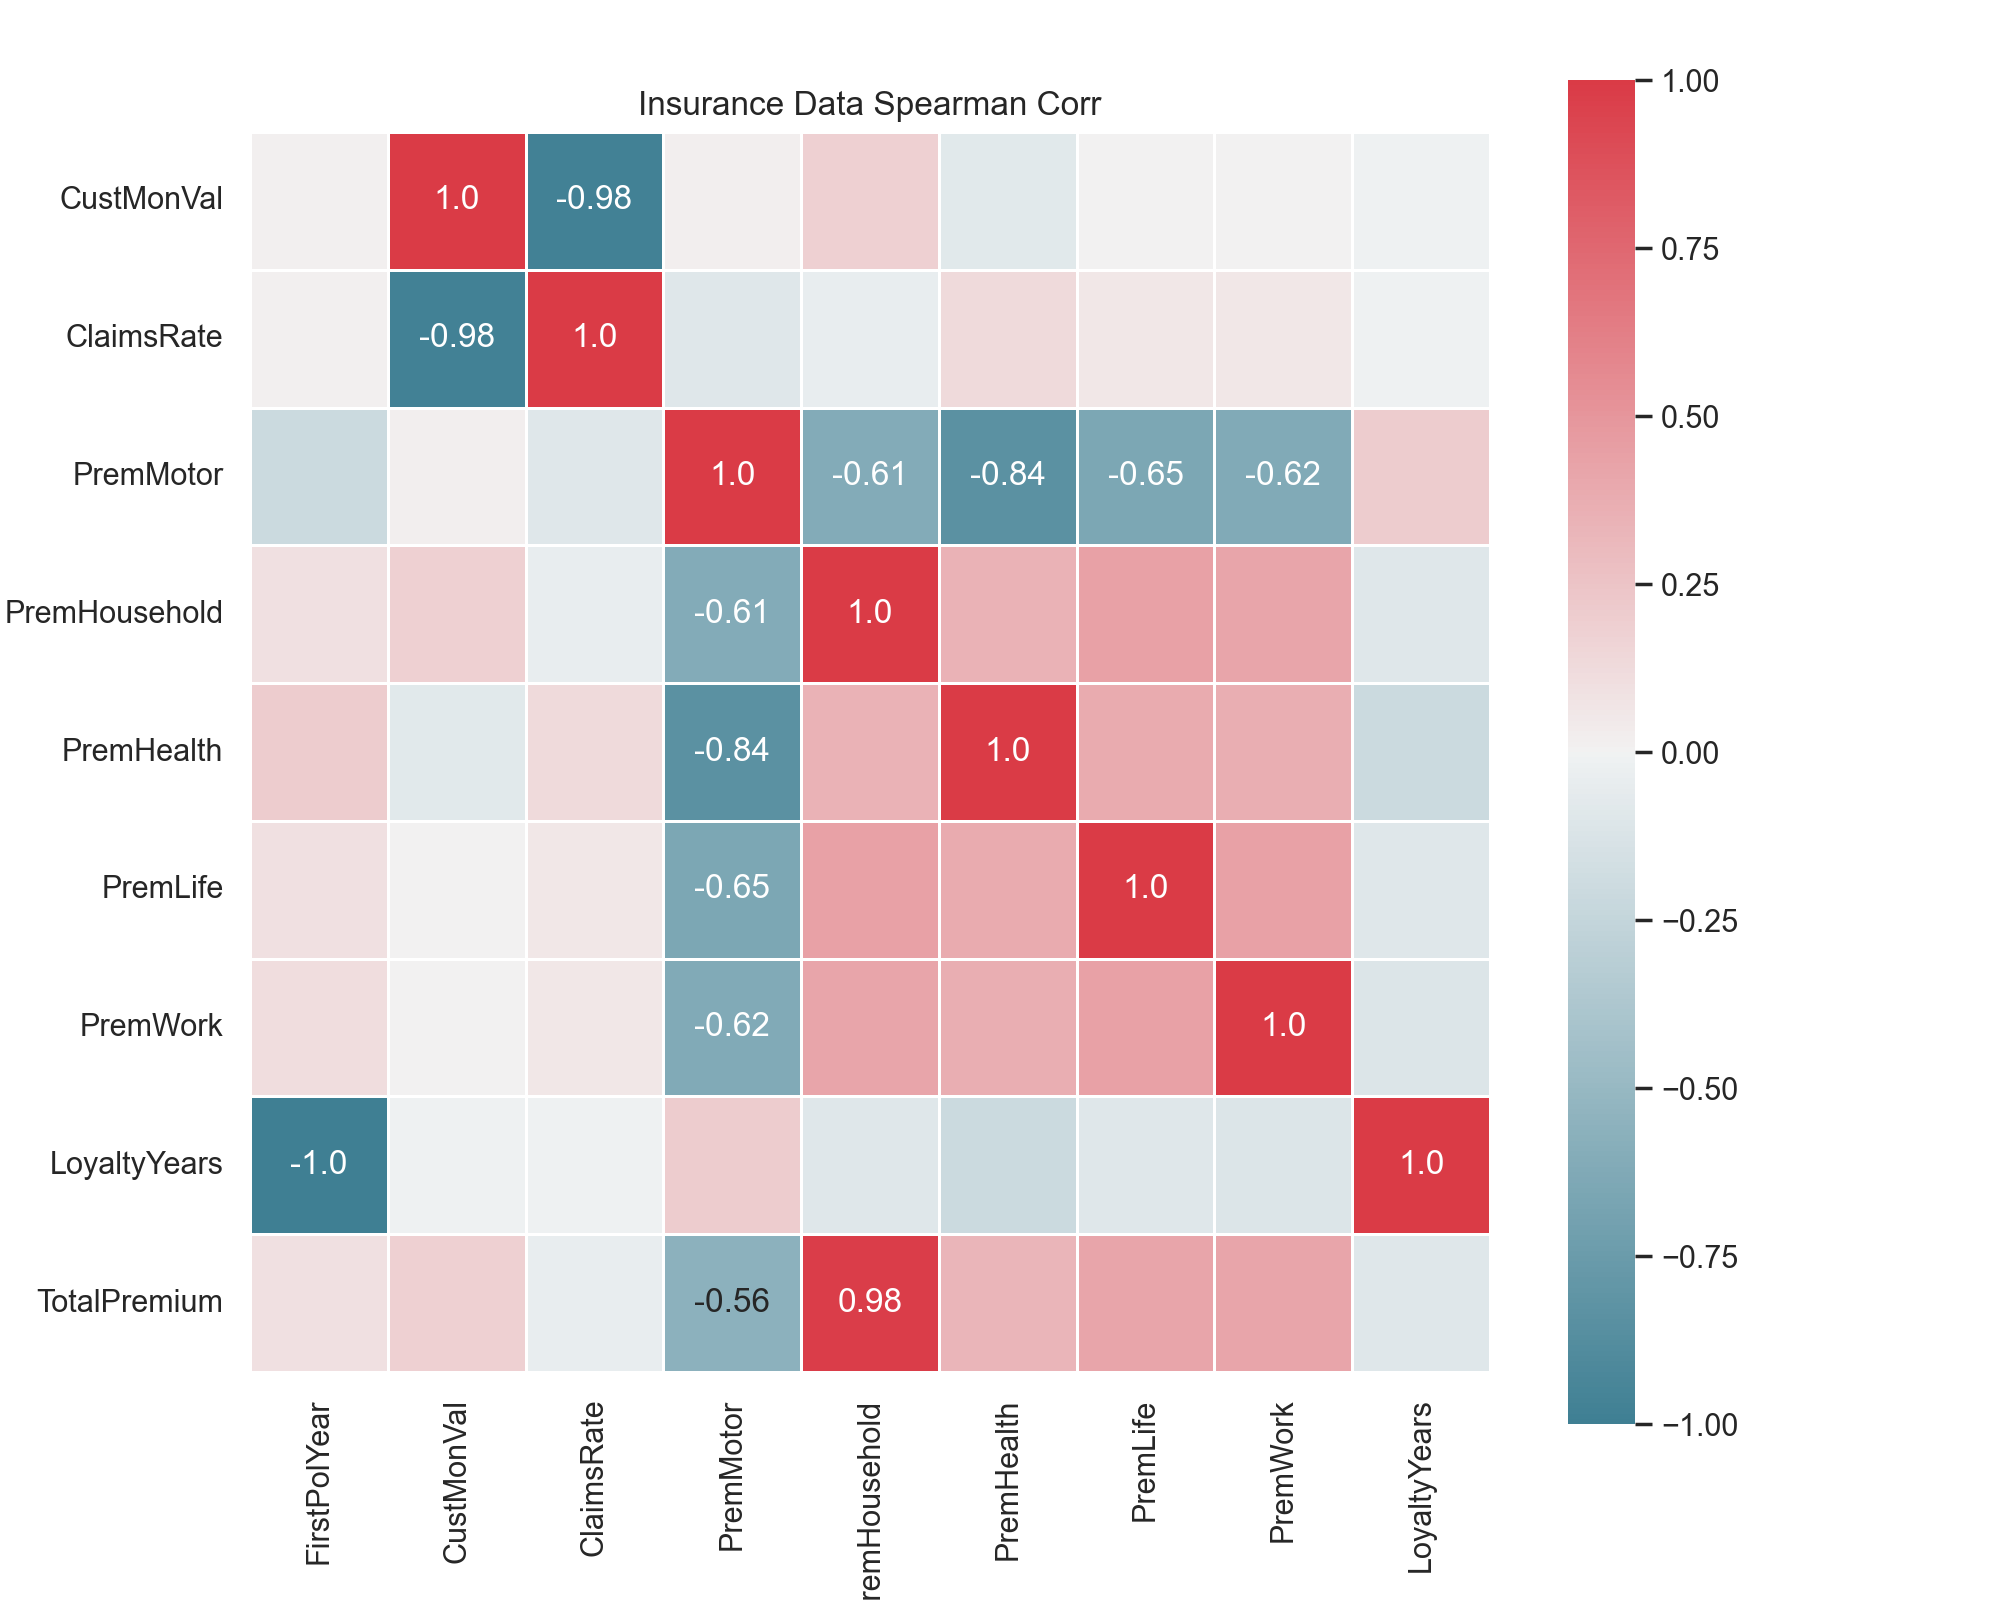 Insurance Data Spearman Corr
CustMonVal 1.0 -0.98
ClaimsRate -0.98 1.0
PremMotor 1.0 -0.61 -0.84 -0.65 -0.62
PremHousehold -0.61 1.0
PremHealth -0.84 1.0
PremLife -0.65 1.0
PremWork -0.62 1.0
LoyaltyYears -1.0 1.0
TotalPremium -0.56 0.98
FirstPolYear
CustMonVal
ClaimsRate
PremMotor
remHousehold
PremHealth
PremLife
PremWork
LoyaltyYears
1.00
0.75
0.50
0.25
0.00
−0.25
−0.50
−0.75
−1.00